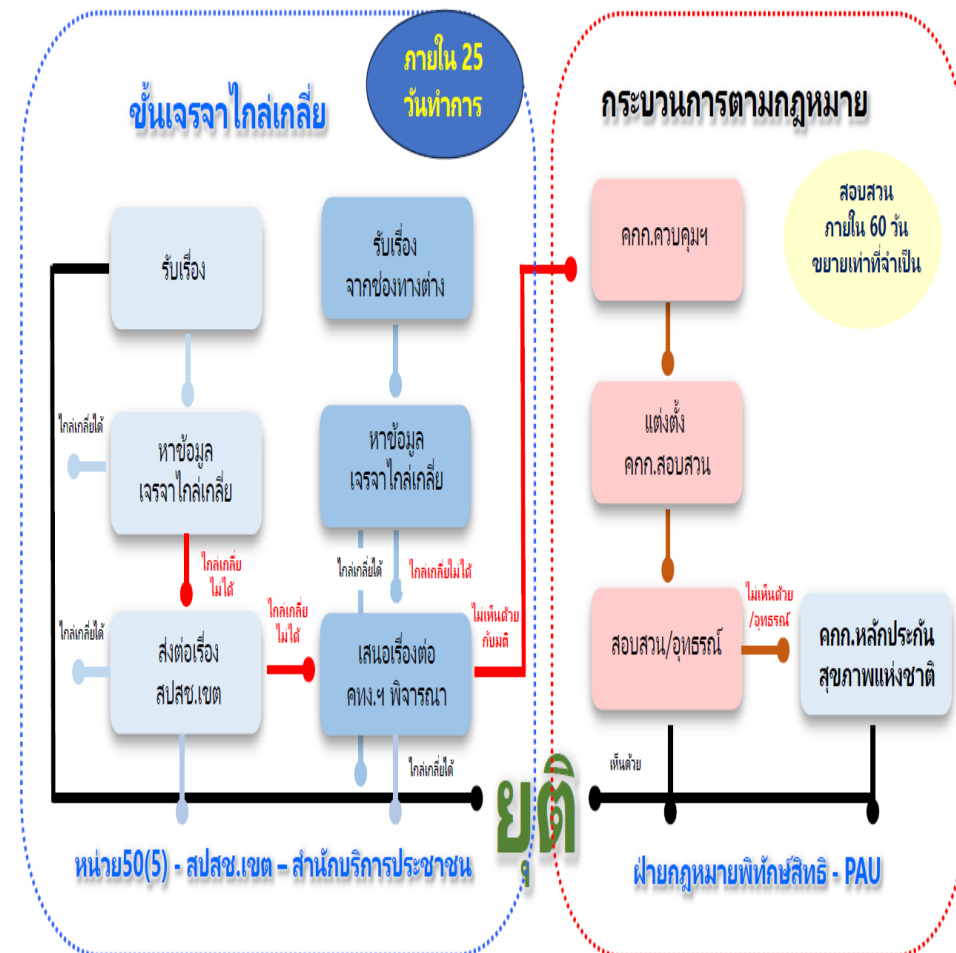 ภายใน 25
วันทำการ
ขั้นเจรจาไกล่เกลี่ย
กระบวนการตามกฎหมาย
สอบสวน
ภายใน 60 วัน
ขยายเท่าที่จำเป็น
รับเรื่อง
รับเรื่อง
จากช่องทางต่าง
คกก.ควบคุมฯ
ไกล่เกลี่ยได้
หาข้อมูล
เจรจาไกล่เกลี่ย
หาข้อมูล
เจรจาไกล่เกลี่ย
แต่งตั้ง
คกก.สอบสวน
ไกล่เกลี่ย
ไม่ได้
ไกล่เกลี่ยได้
ไกล่เกลี่ยไม่ได้
ไกล่เกลี่ยได้
ส่งต่อเรื่อง
สปสช.เขต
ไกล่เกลี่ย
ไม่ได้
เสนอเรื่องต่อ
คทง.ฯ พิจารณา
ไม่เห็นด้วย
กับมติ
สอบสวน/อุทธรณ์
ไม่เห็นด้วย
/อุทธรณ์
คกก.หลักประกัน
สุขภาพแห่งชาติ
ไกล่เกลี่ยได้
ยุติ
เห็นด้วย
หน่วย50(5) - สปสช.เขต – สำนักบริการประชาชน
ฝ่ายกฎหมายพิทักษ์สิทธิ - PAU